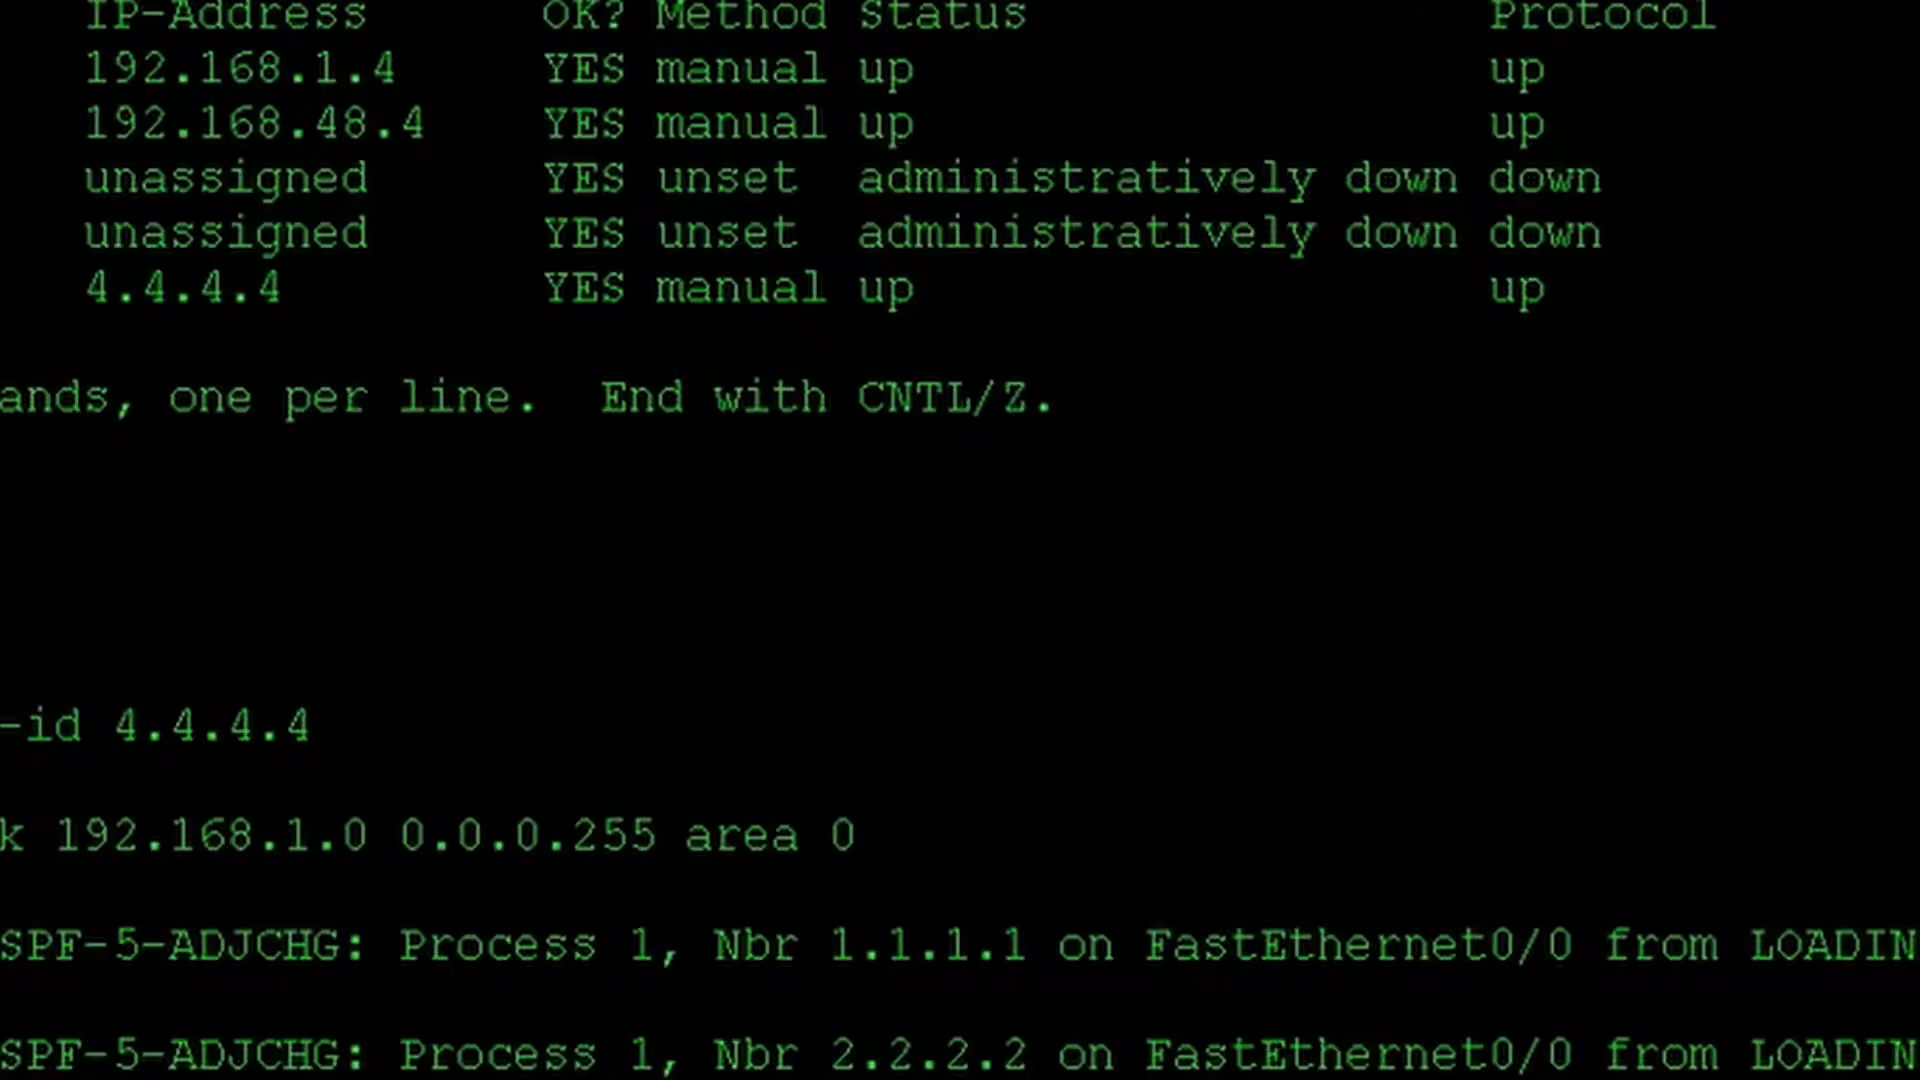 IP-Address OK? Method Status Protocol
192.168.1.4 YES manual up up
192.168.48.4 YES manual up up
unassigned YES unset administratively down down
unassigned YES unset administratively down down
4.4.4.4 YES manual up up
ands, one per line. End with CNTL/Z.
-id 4.4.4.4
k 192.168.1.0 0.0.0.255 area 0
SPF-5-ADJCHG: Process 1, Nbr 1.1.1.1 on FastEthernet0/0 from LOADIN
SPF-5-ADJCHG: Process 1, Nbr 2.2.2.2 on FastEthernet0/0 from LOADIN